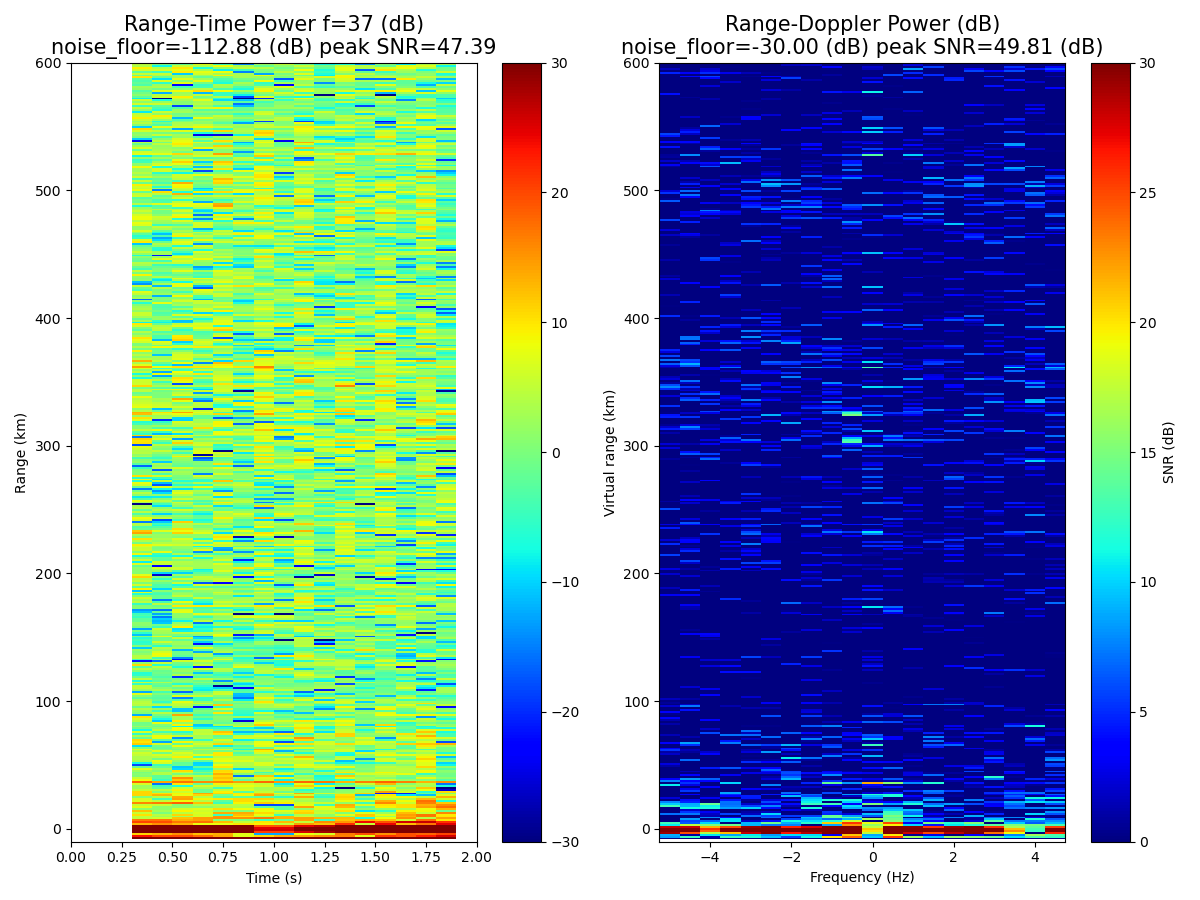 Range-Time Power f=37 (dB)
noise_floor=-112.88 (dB) peak SNR=47.39
600
500
400
300
200
100
0
Range (km)
0.00 0.25 0.50 0.75 1.00 1.25 1.50 1.75 2.00
Time (s)
30
20
10
0
−10
−20
−30
Range-Doppler Power (dB)
noise_floor=-30.00 (dB) peak SNR=49.81 (dB)
600
500
400
300
200
100
0
Virtual range (km)
−4 −2 0 2 4
Frequency (Hz)
30
25
20
15
10
5
0
SNR (dB)